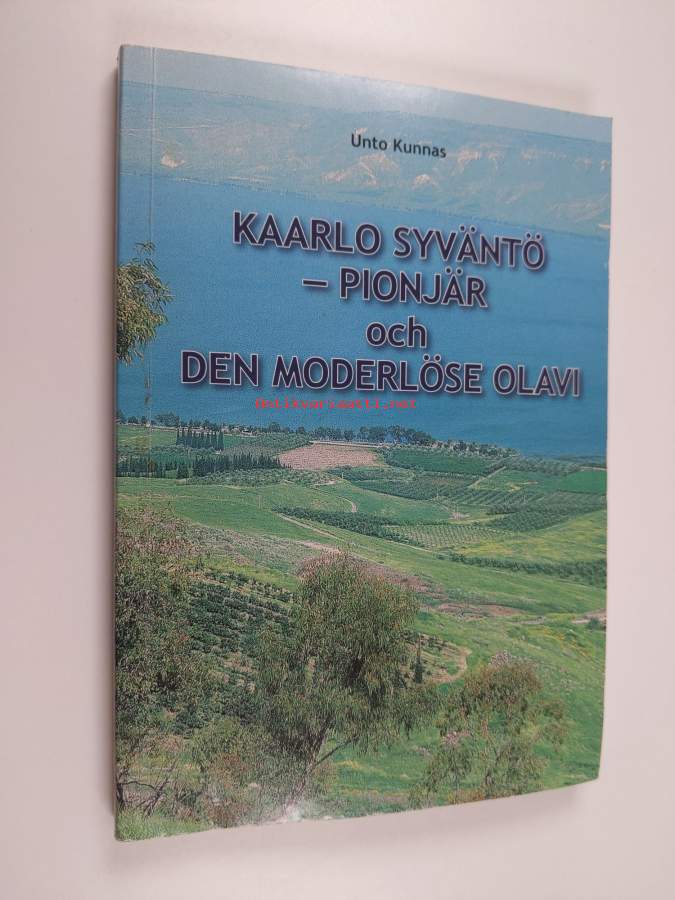 Unto Kunnas
KAARLO SYVÄNTÖ
– PIONJÄR
och
DEN MODERLÖSE OLAVI
antikvariaatti.net